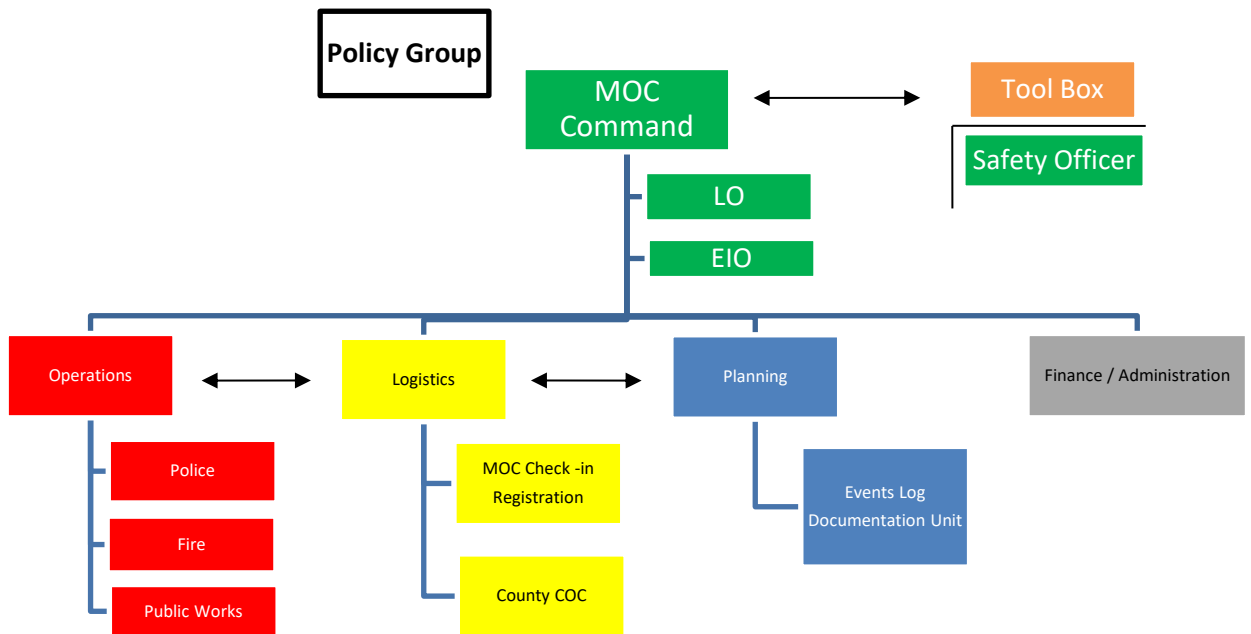 Policy Group
MOC
Command
Tool Box
Safety Officer
LO
EIO
Operations
Logistics
Planning
Finance / Administration
Police
Fire
Public Works
MOC Check -in
Registration
County COC
Events Log
Documentation Unit